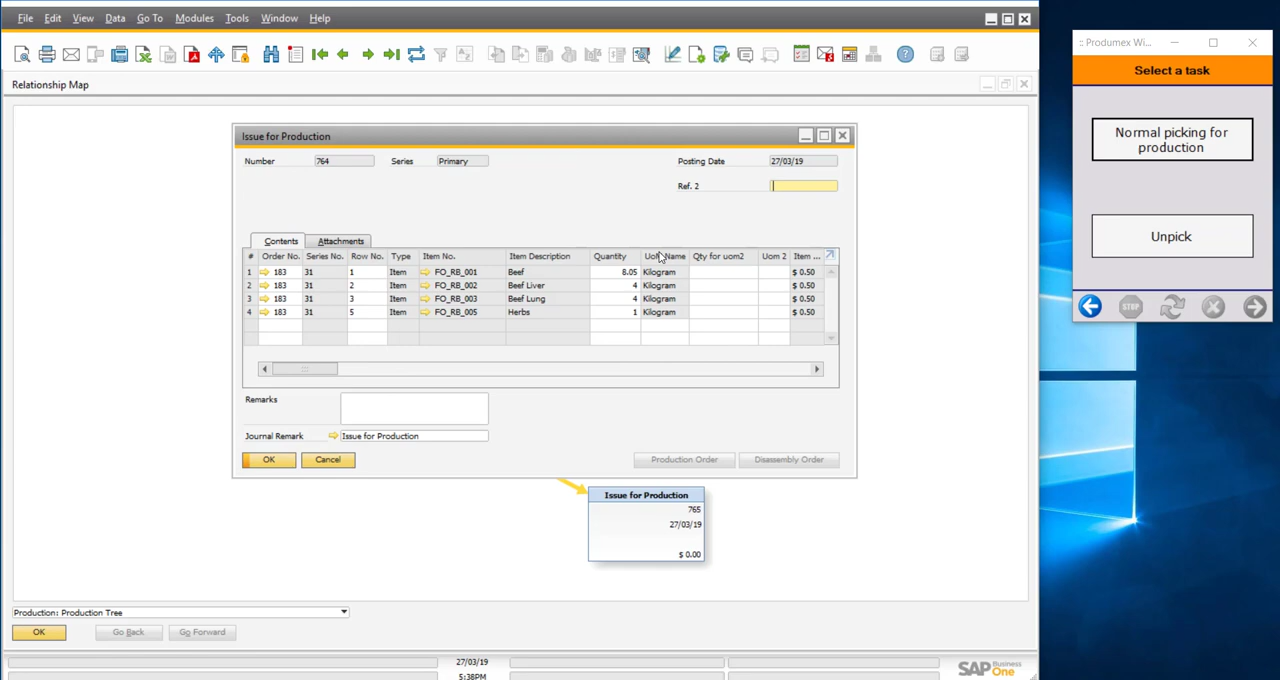 File Edit View Data Go To Modules Tools Window Help
Relationship Map
Issue for Production
Number 764 Series Primary Posting Date 27/03/19
Ref. 2
Contents Attachments
# Order No. Series No. Row No. Type Item No. Item Description Quantity UoM Name Qty for uom2 Uom 2 Item ...
1 183 31 1 Item FO_RB_001 Beef 8.05 Kilogram $ 0.50
2 183 31 2 Item FO_RB_002 Beef Liver 4 Kilogram $ 0.50
3 183 31 3 Item FO_RB_003 Beef Lung 4 Kilogram $ 0.50
4 183 31 5 Item FO_RB_005 Herbs 1 Kilogram $ 0.50
Remarks
Journal Remark Issue for Production
OK Cancel Production Order Disassembly Order
Issue for Production
765
27/03/19
$ 0.00
Production: Production Tree
OK Go Back Go Forward
27/03/19
5:38PM
SAP Business One
:: Produmex Wi...
Select a task
Normal picking for
production
Unpick
STOP